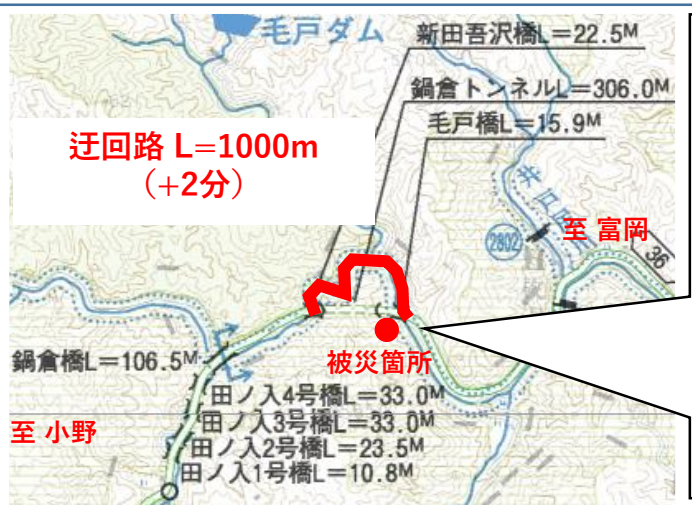 毛戸ダム
新田吾沢橋L=22.5M
鍋倉トンネルL=306.0M
毛戸橋L=15.9M
迂回路 L=1000m
(+2分)
井戸
2802
至 富岡
36
鍋倉橋L=106.5M
被災箇所
田ノ入4号橋L=33.0M
至 小野
田ノ入3号橋L=33.0M
田ノ入2号橋L=23.5M
田ノ入1号橋L=10.8M